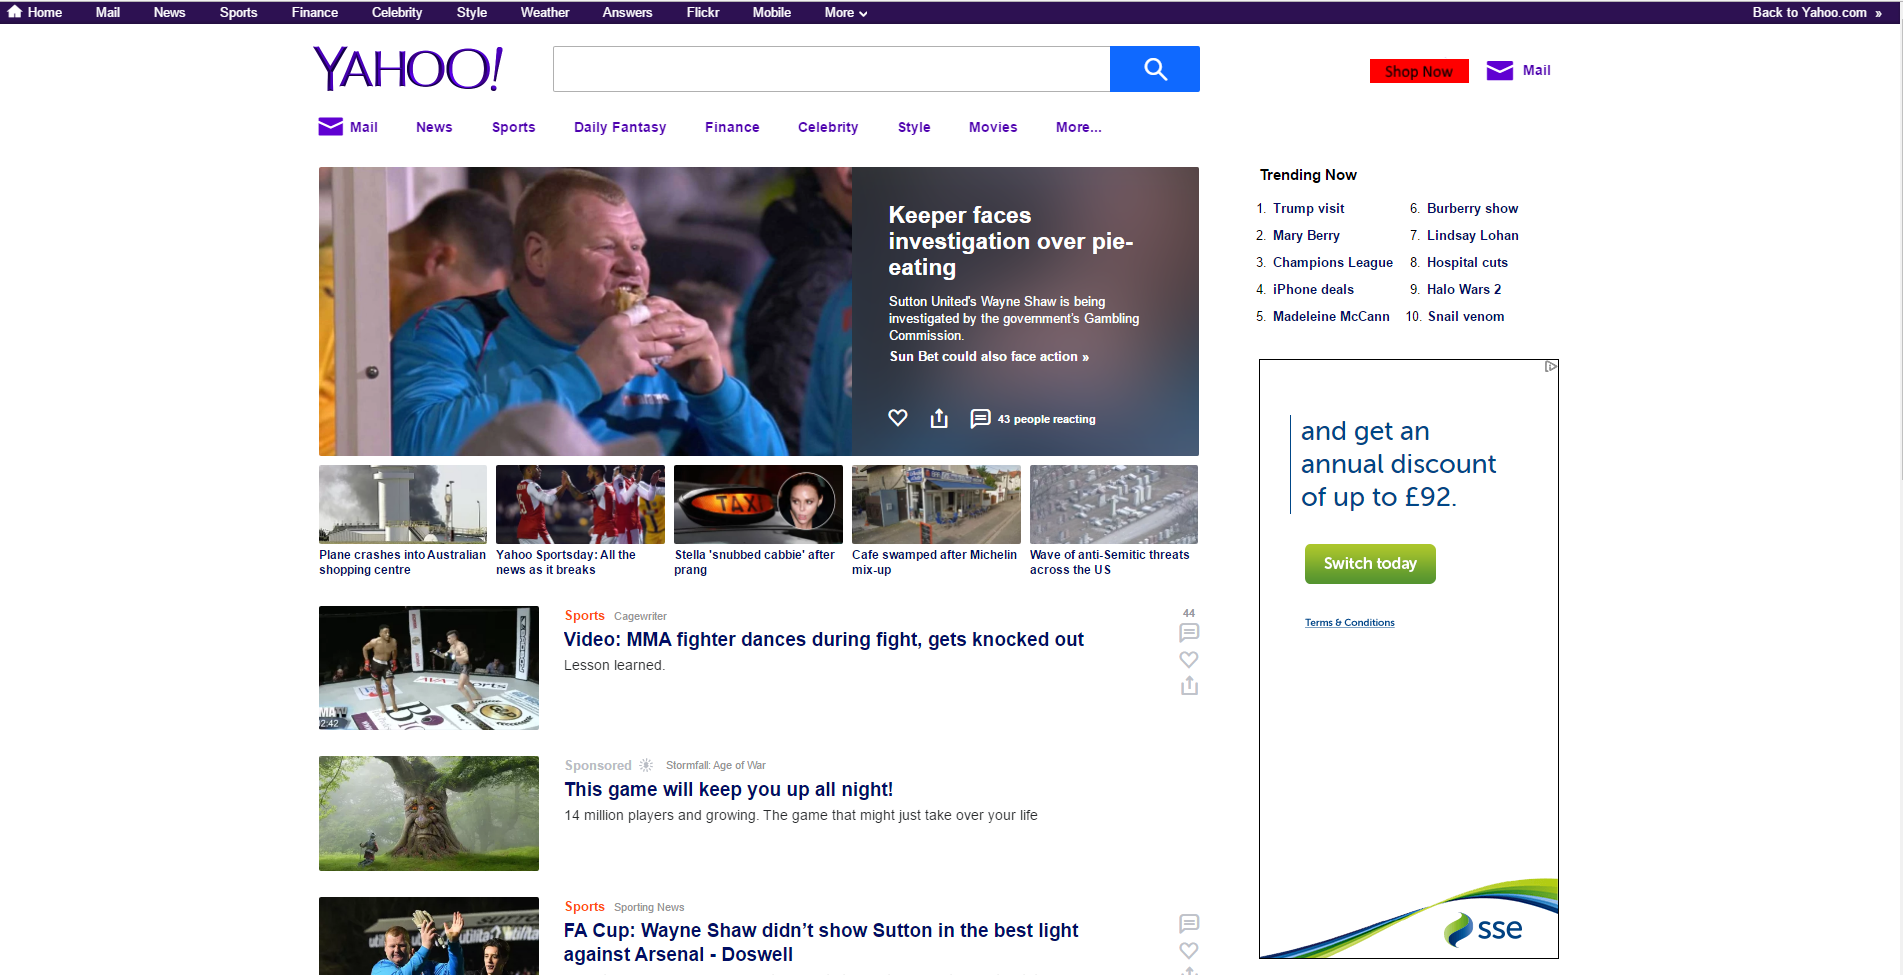 Home Mail News Sports Finance Celebrity Style Weather Answers Flickr Mobile More Back to Yahoo.com »
YAHOO!
Shop Now Mail
Mail News Sports Daily Fantasy Finance Celebrity Style Movies More...
Keeper faces
investigation over pie-
eating
Sutton United's Wayne Shaw is being
investigated by the government's Gambling
Commission.
Sun Bet could also face action »
43 people reacting
Trending Now
1. Trump visit
2. Mary Berry
3. Champions League
4. iPhone deals
5. Madeleine McCann
6. Burberry show
7. Lindsay Lohan
8. Hospital cuts
9. Halo Wars 2
10. Snail venom
TAXI
Plane crashes into Australian
shopping centre
Yahoo Sportsday: All the
news as it breaks
Stella 'snubbed cabbie' after
prang
Cafe swamped after Michelin
mix-up
Wave of anti-Semitic threats
across the US
and get an
annual discount
of up to £92.
Switch today
Terms & Conditions
sse
Sports Cagewriter
Video: MMA fighter dances during fight, gets knocked out
Lesson learned.
44
2:42
Sponsored Stormfall: Age of War
This game will keep you up all night!
14 million players and growing. The game that might just take over your life
Sports Sporting News
FA Cup: Wayne Shaw didn’t show Sutton in the best light
against Arsenal - Doswell